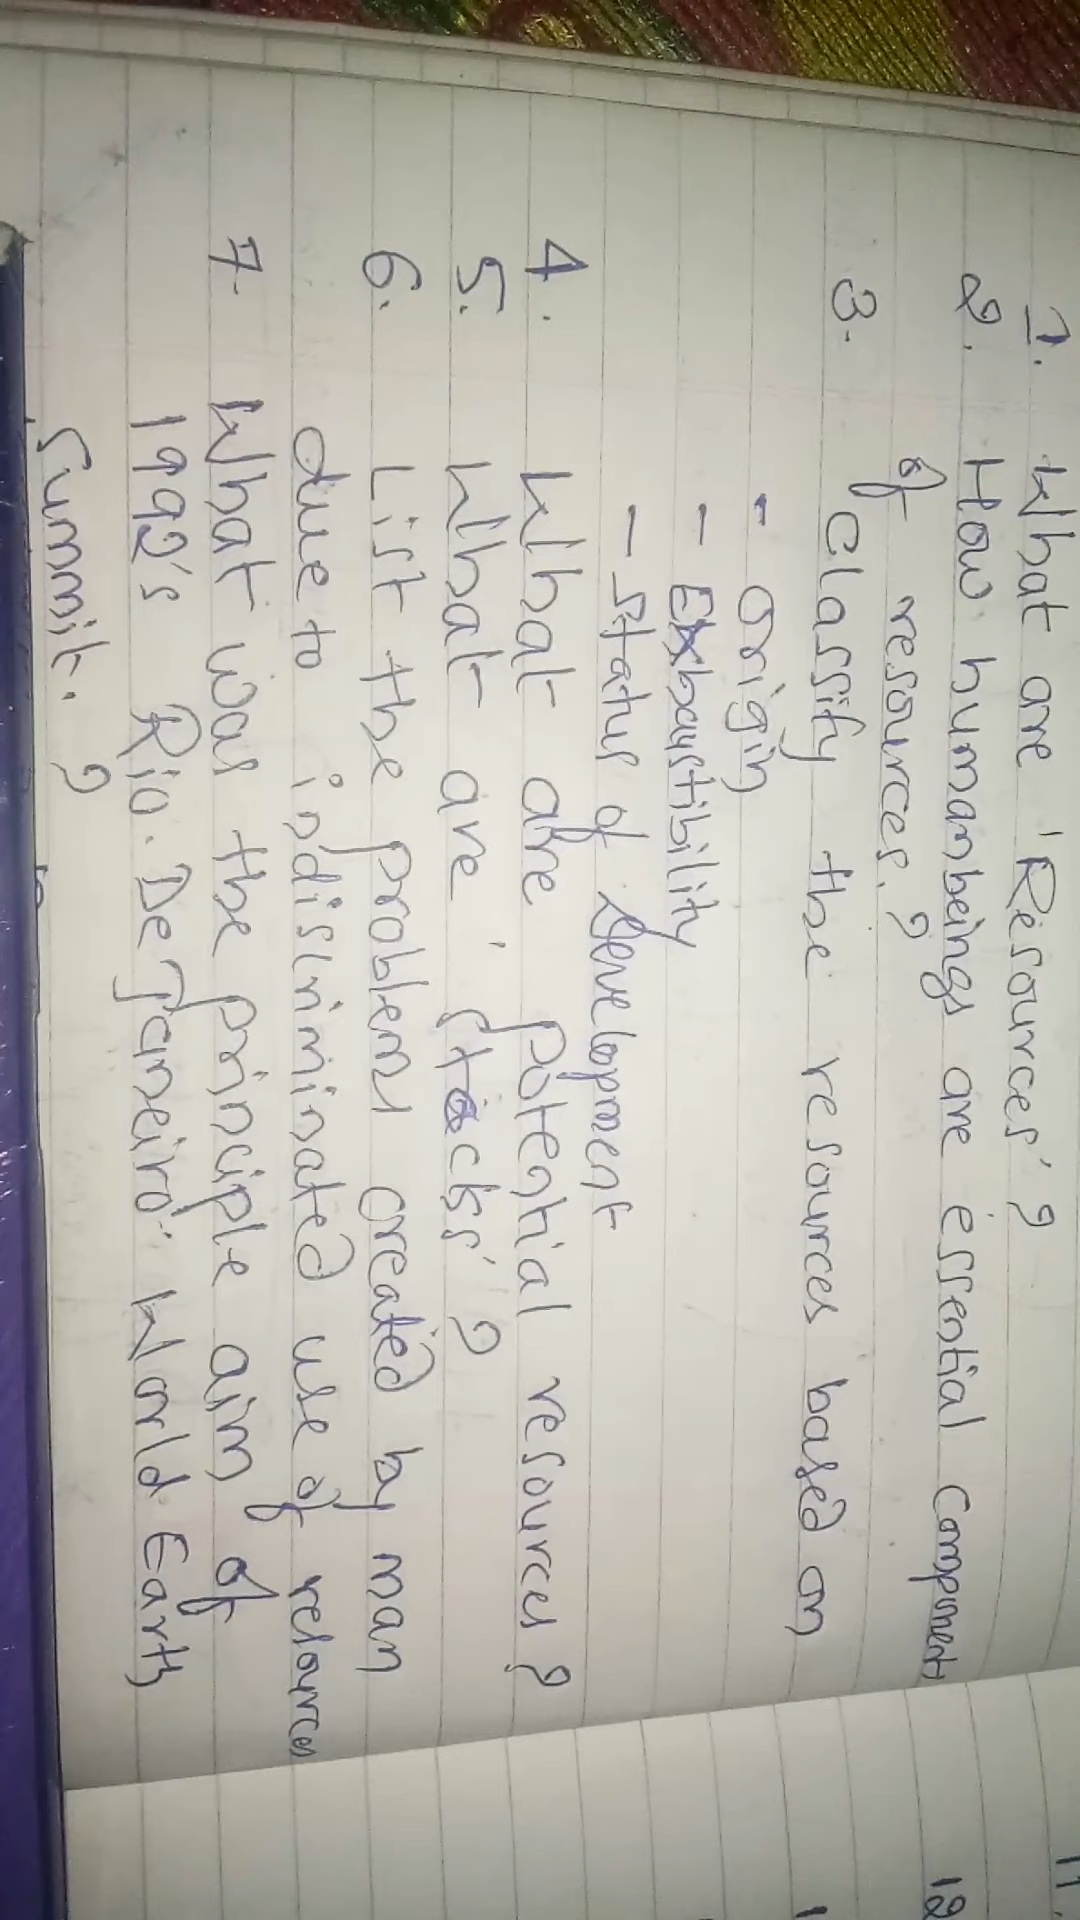 1. What are 'Resources'?
2. How humanbeings are essential components
of resources.?
3. Classify the resources based on
- Origin
- Exhaustibility
- Status of Development
4. What are Potential resources?
5. What are 'Stocks'?
6. List the Problems created by man
due to indiscriminated use of resources
7. What was the principle aim of
1992's Rio. De Janeiro. World Earth
Summit.?
11.
12